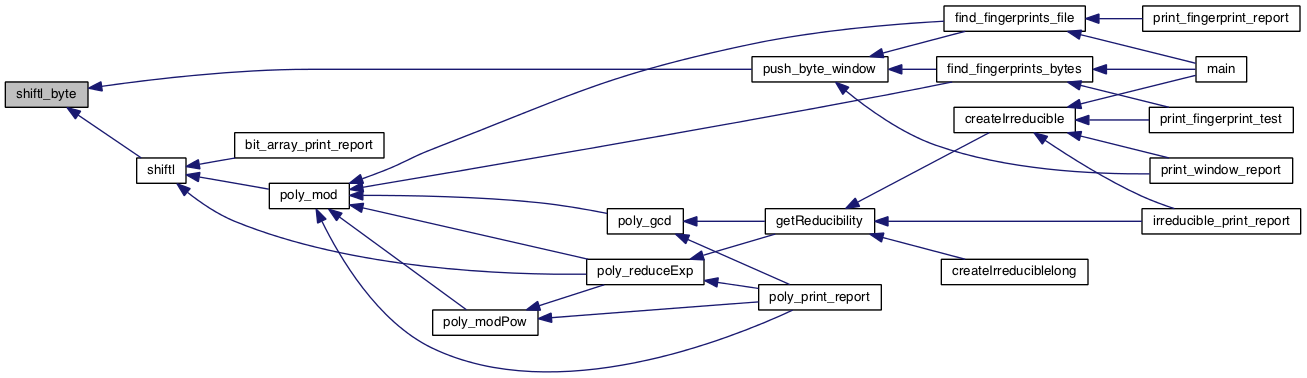 find_fingerprints_file
print_fingerprint_report
push_byte_window
find_fingerprints_bytes
main
shiftl_byte
createIrreducible
print_fingerprint_test
bit_array_print_report
shiftl
print_window_report
poly_mod
poly_gcd
getReducibility
irreducible_print_report
poly_reduceExp
createIrreduciblelong
poly_print_report
poly_modPow